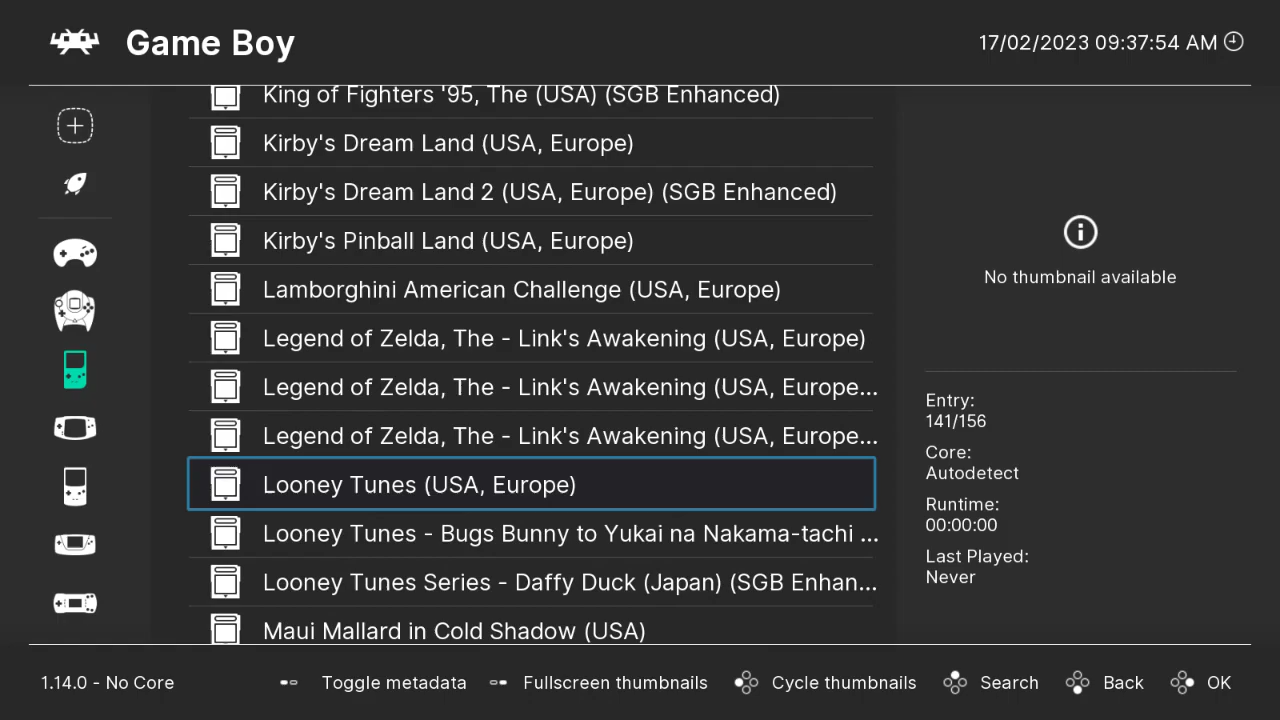 Game Boy
17/02/2023 09:37:54 AM
King of Fighters '95, The (USA) (SGB Enhanced)
Kirby's Dream Land (USA, Europe)
Kirby's Dream Land 2 (USA, Europe) (SGB Enhanced)
Kirby's Pinball Land (USA, Europe)
Lamborghini American Challenge (USA, Europe)
Legend of Zelda, The - Link's Awakening (USA, Europe)
Legend of Zelda, The - Link's Awakening (USA, Europe...
Legend of Zelda, The - Link's Awakening (USA, Europe...
Looney Tunes (USA, Europe)
Looney Tunes - Bugs Bunny to Yukai na Nakama-tachi ...
Looney Tunes Series - Daffy Duck (Japan) (SGB Enhan...
Maui Mallard in Cold Shadow (USA)
No thumbnail available
Entry:
141/156
Core:
Autodetect
Runtime:
00:00:00
Last Played:
Never
1.14.0 - No Core
Toggle metadata
Fullscreen thumbnails
Cycle thumbnails
Search
Back
OK